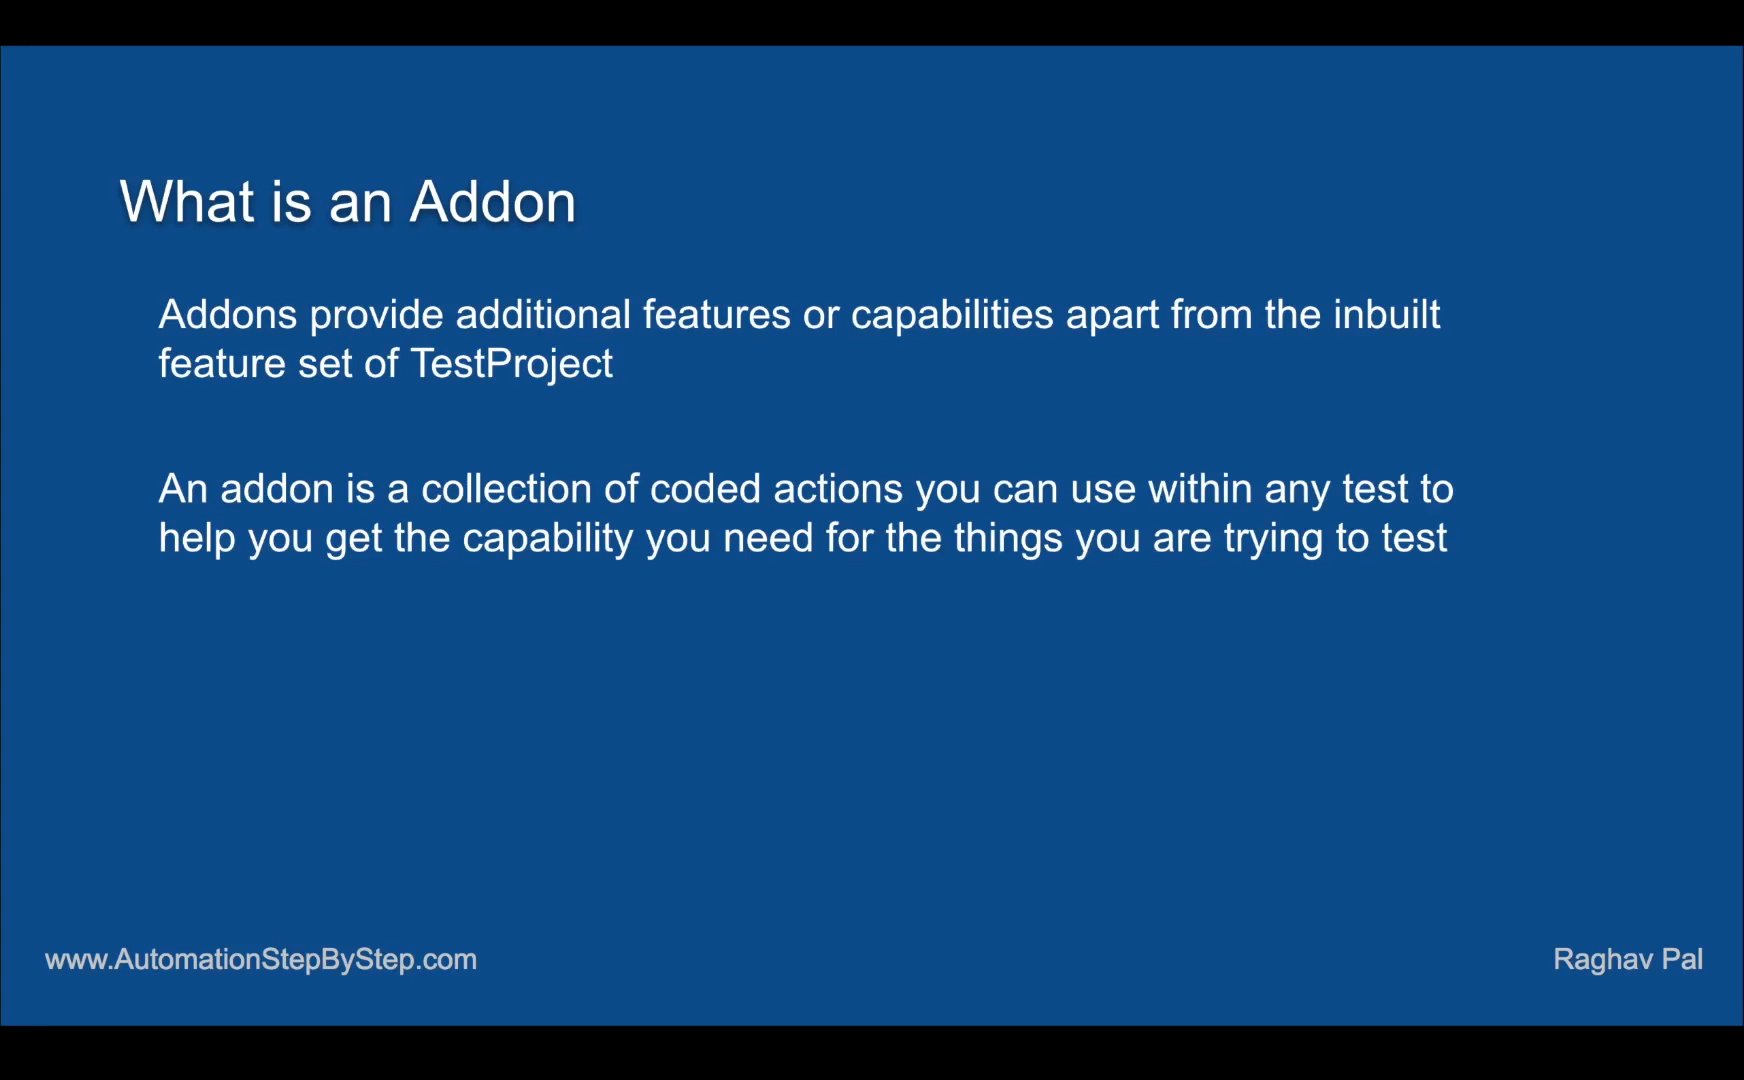 What is an Addon
Addons provide additional features or capabilities apart from the inbuilt
feature set of TestProject
An addon is a collection of coded actions you can use within any test to
help you get the capability you need for the things you are trying to test
www.AutomationStepByStep.com
Raghav Pal